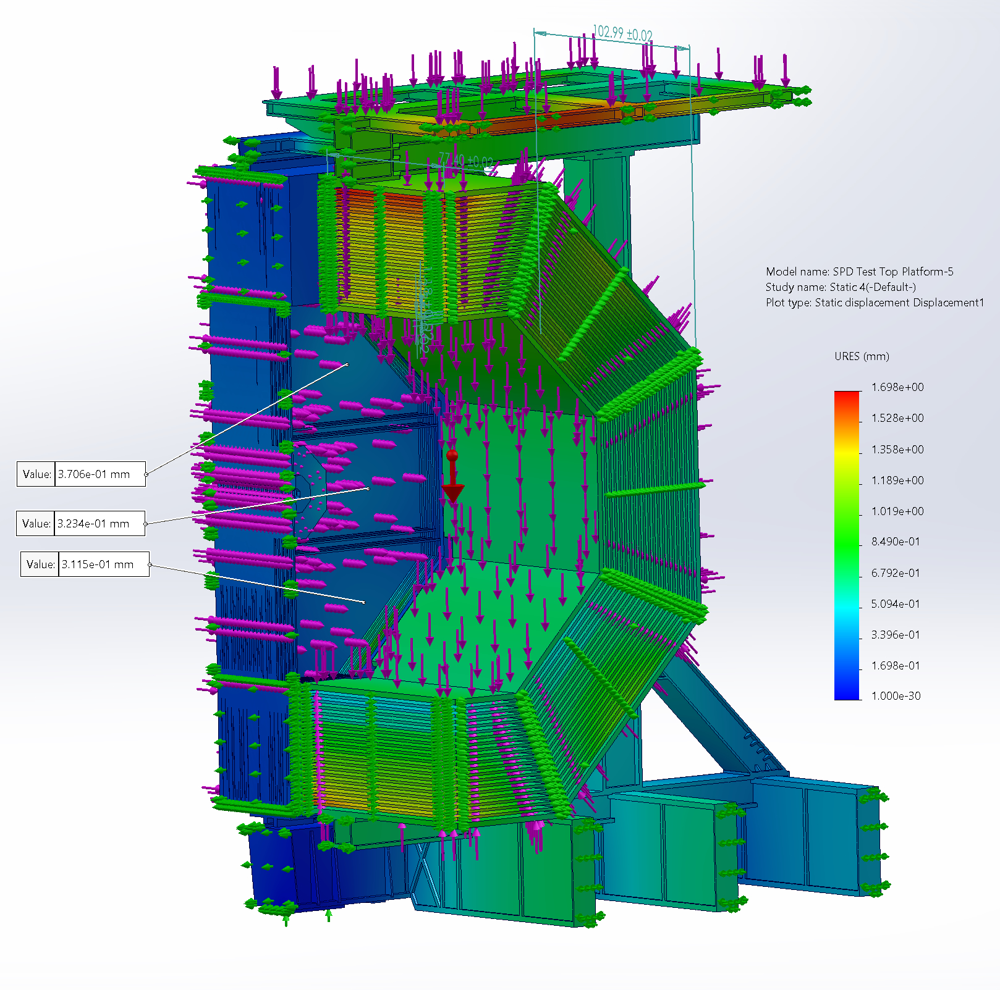 102.99 ±0.02
77.40 ±0.02
Model name: SPD Test Top Platform-5
Study name: Static 4(-Default-)
Plot type: Static displacement Displacement1
URES (mm)
1.698e+00
1.528e+00
1.358e+00
1.189e+00
1.019e+00
8.490e-01
6.792e-01
5.094e-01
3.396e-01
1.698e-01
1.000e-30
Value: 3.706e-01 mm
Value: 3.234e-01 mm
Value: 3.115e-01 mm